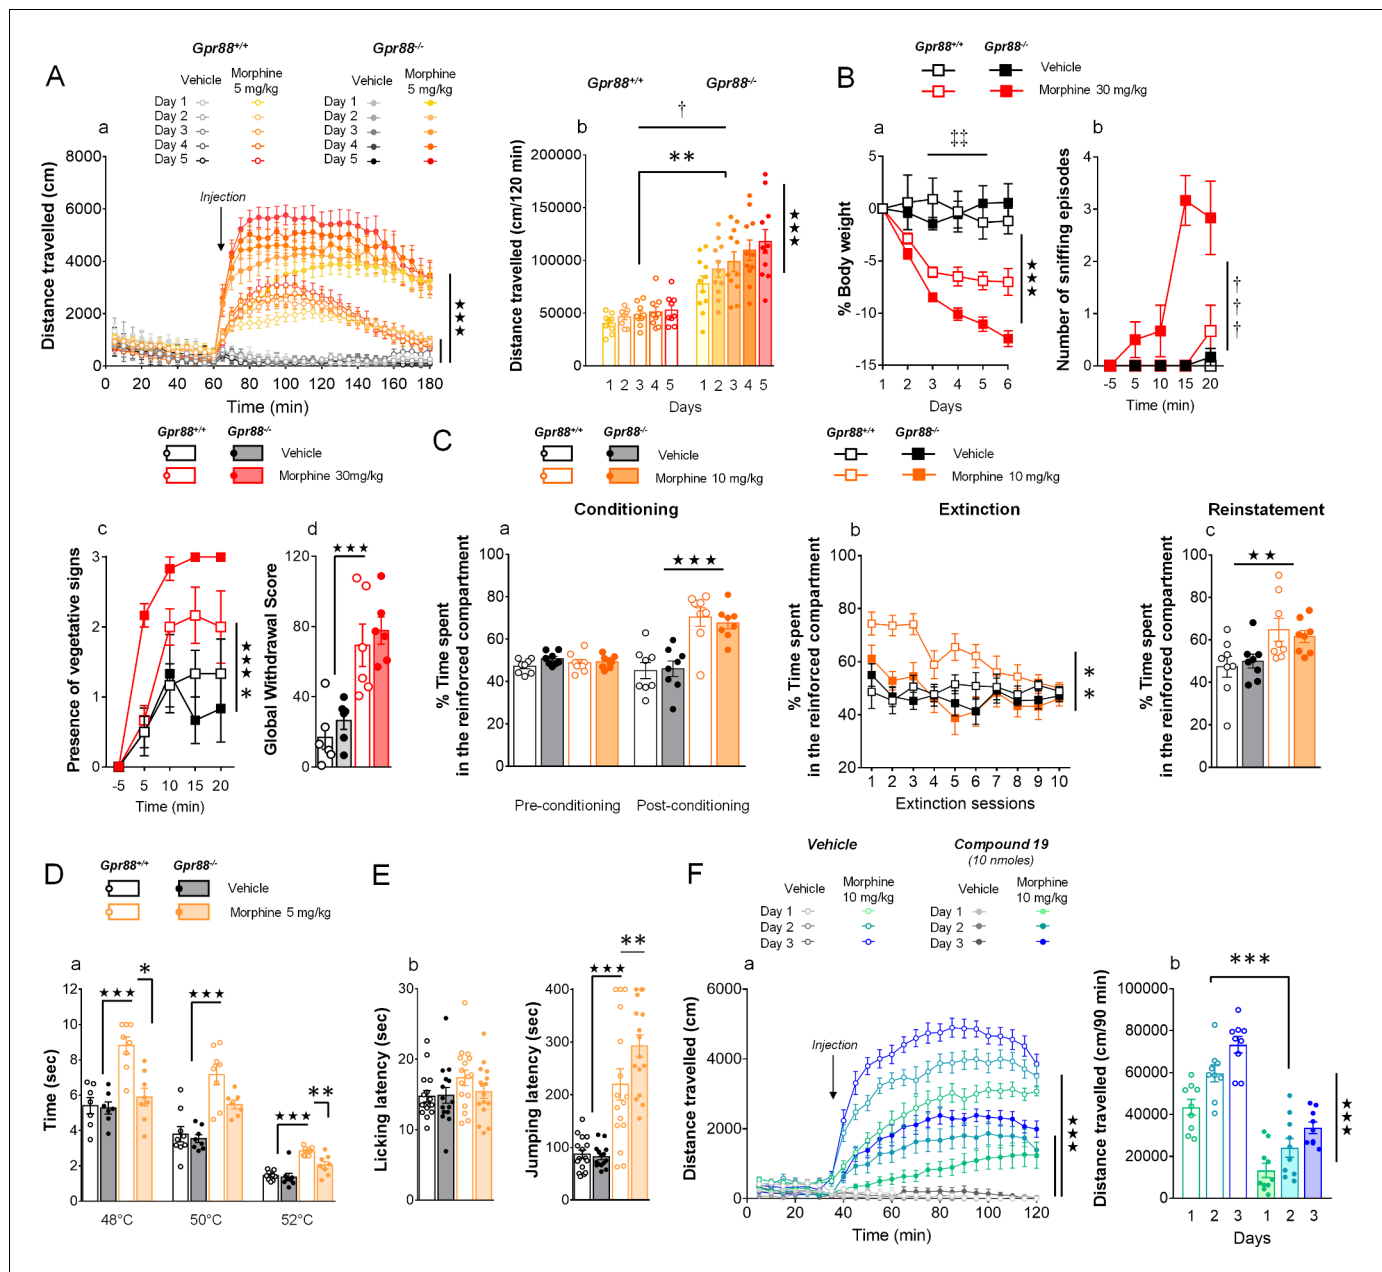 A
Gpr88+/+ Gpr88-/-
Vehicle Morphine 5 mg/kg Vehicle Morphine 5 mg/kg
Day 1 Day 1
Day 2 Day 2
Day 3 Day 3
Day 4 Day 4
Day 5 Day 5
a
Distance travelled (cm)
8000
6000
4000
2000
0
Injection
★★★
0 20 40 60 80 100 120 140 160 180
Time (min)
b
Gpr88+/+ Gpr88-/-
†
**
★★★
Distance travelled (cm/120 min)
200000
150000
100000
50000
0
1 2 3 4 5 1 2 3 4 5
Days
B
Gpr88+/+ Gpr88-/-
Vehicle
Morphine 30 mg/kg
a
‡‡
% Body weight
5
0
-5
-10
-15
★★★
1 2 3 4 5 6
Days
b
Number of sniffing episodes
4
3
2
1
0
†††
-5 5 10 15 20
Time (min)
Gpr88+/+ Gpr88-/-
Vehicle
Morphine 30mg/kg
c
Presence of vegetative signs
3
2
1
0
★★★
*
-5 5 10 15 20
Time (min)
d
Global Withdrawal Score
120
80
40
0
★★★
C
Gpr88+/+ Gpr88-/-
Vehicle
Morphine 10 mg/kg
Gpr88+/+ Gpr88-/-
Vehicle
Morphine 10 mg/kg
Conditioning
a
% Time spent
in the reinforced compartment
100
80
60
40
20
0
★★★
Pre-conditioning Post-conditioning
Extinction
b
% Time spent
in the reinforced compartment
100
80
60
40
20
**
1 2 3 4 5 6 7 8 9 10
Extinction sessions
Reinstatement
c
% Time spent
in the reinforced compartment
100
80
60
40
20
0
★★
D
Gpr88+/+ Gpr88-/-
Vehicle
Morphine 5 mg/kg
a
Time (sec)
12
10
8
6
4
2
0
★★★ *
★★★
★★★ **
48°C 50°C 52°C
E
b
Licking latency (sec)
30
20
10
0
Jumping latency (sec)
400
300
200
100
0
★★★ **
F
Vehicle Compound 19
(10 nmoles)
Vehicle Morphine 10 mg/kg Vehicle Morphine 10 mg/kg
Day 1 Day 1
Day 2 Day 2
Day 3 Day 3
a
Distance travelled (cm)
6000
4000
2000
0
Injection
★★★
0 20 40 60 80 100 120
Time (min)
b
Distance travelled (cm/90 min)
100000
80000
60000
40000
20000
0
***
★★★
1 2 3 1 2 3
Days